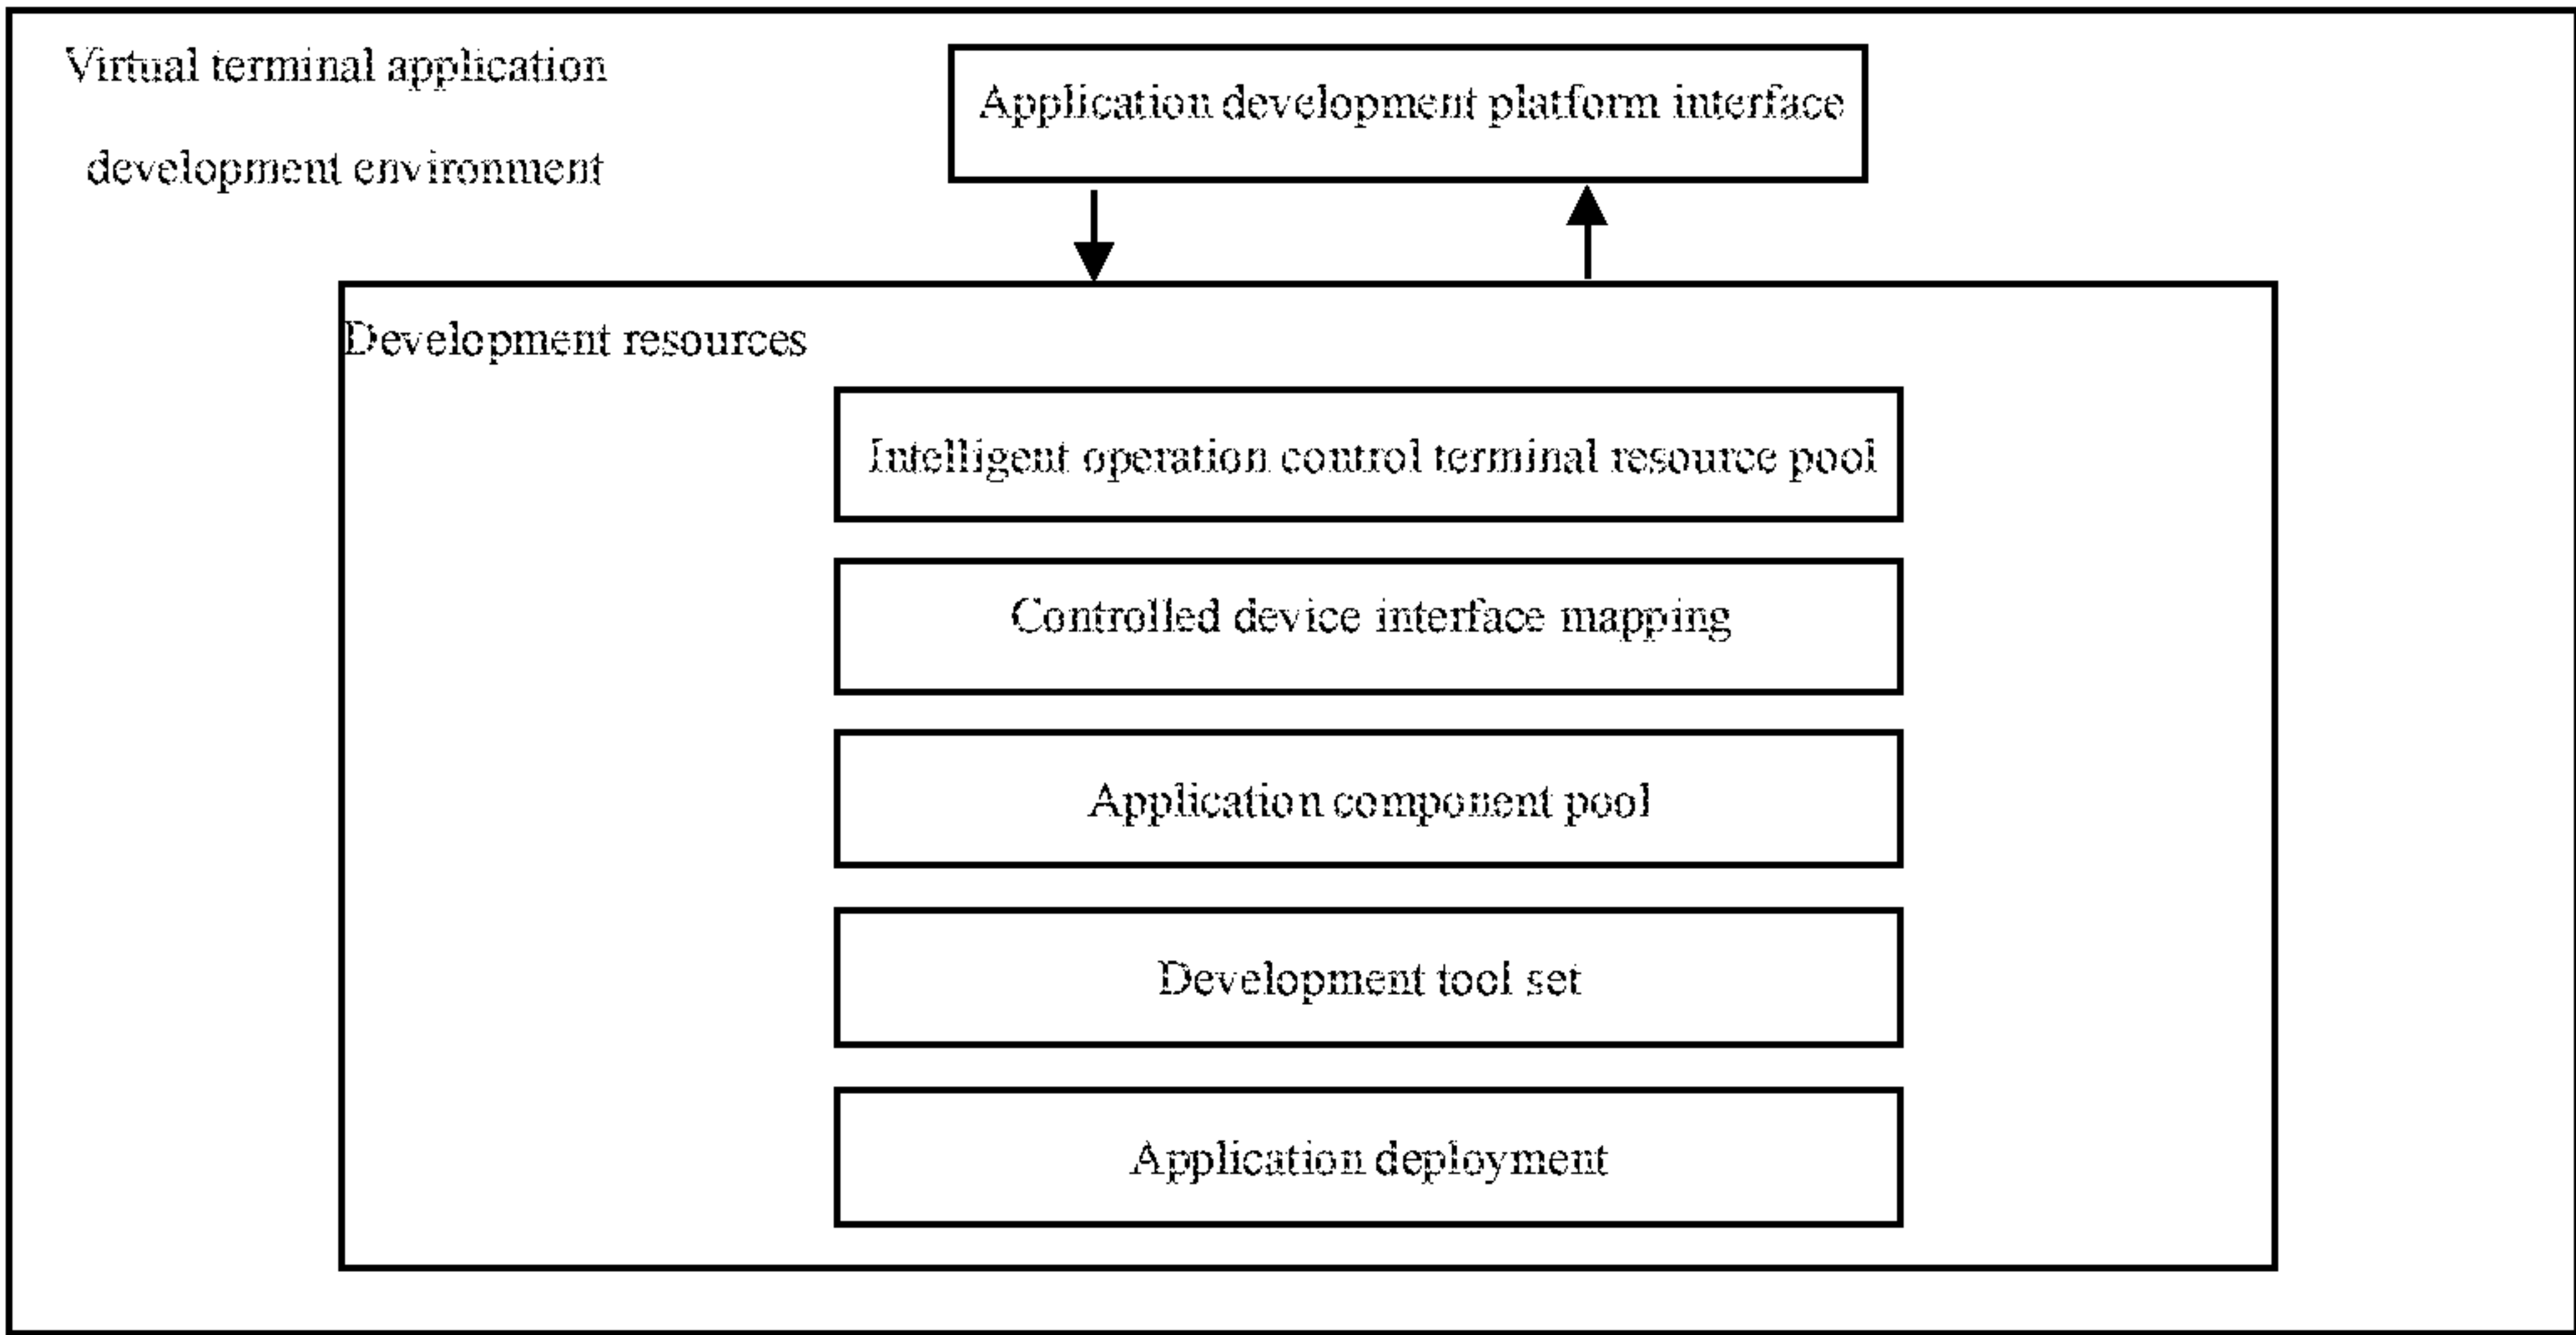 Virtual terminal application
development environment
Application development platform interface
Development resources
Intelligent operation control terminal resource pool
Controlled device interface mapping
Application component pool
Development tool set
Application deployment